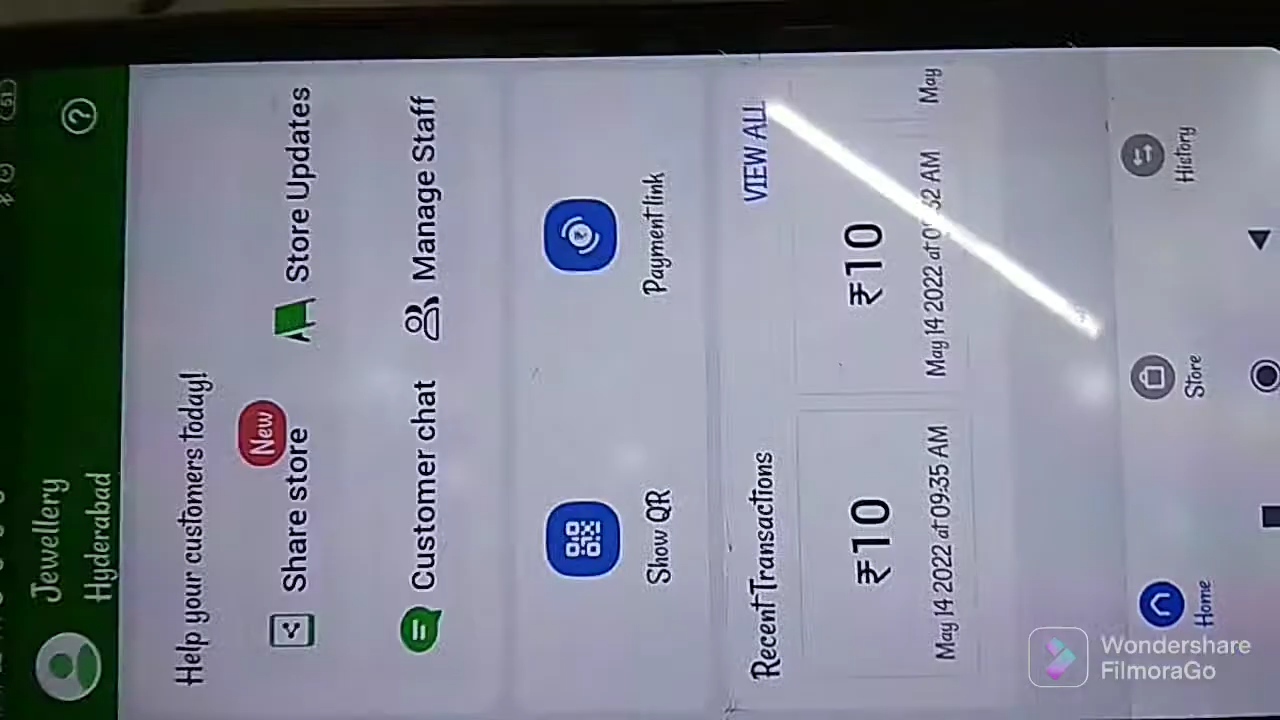 Jewellery
Hyderabad
Help your customers today!
New
Share store
Store Updates
Customer chat
Manage Staff
Show QR
Payment link
Recent Transactions
VIEW ALL
₹10
₹10
May 14 2022 at 09:35 AM
May 14 2022 at
52 AM
May
Home
Store
History
Wondershare
FilmoraGo